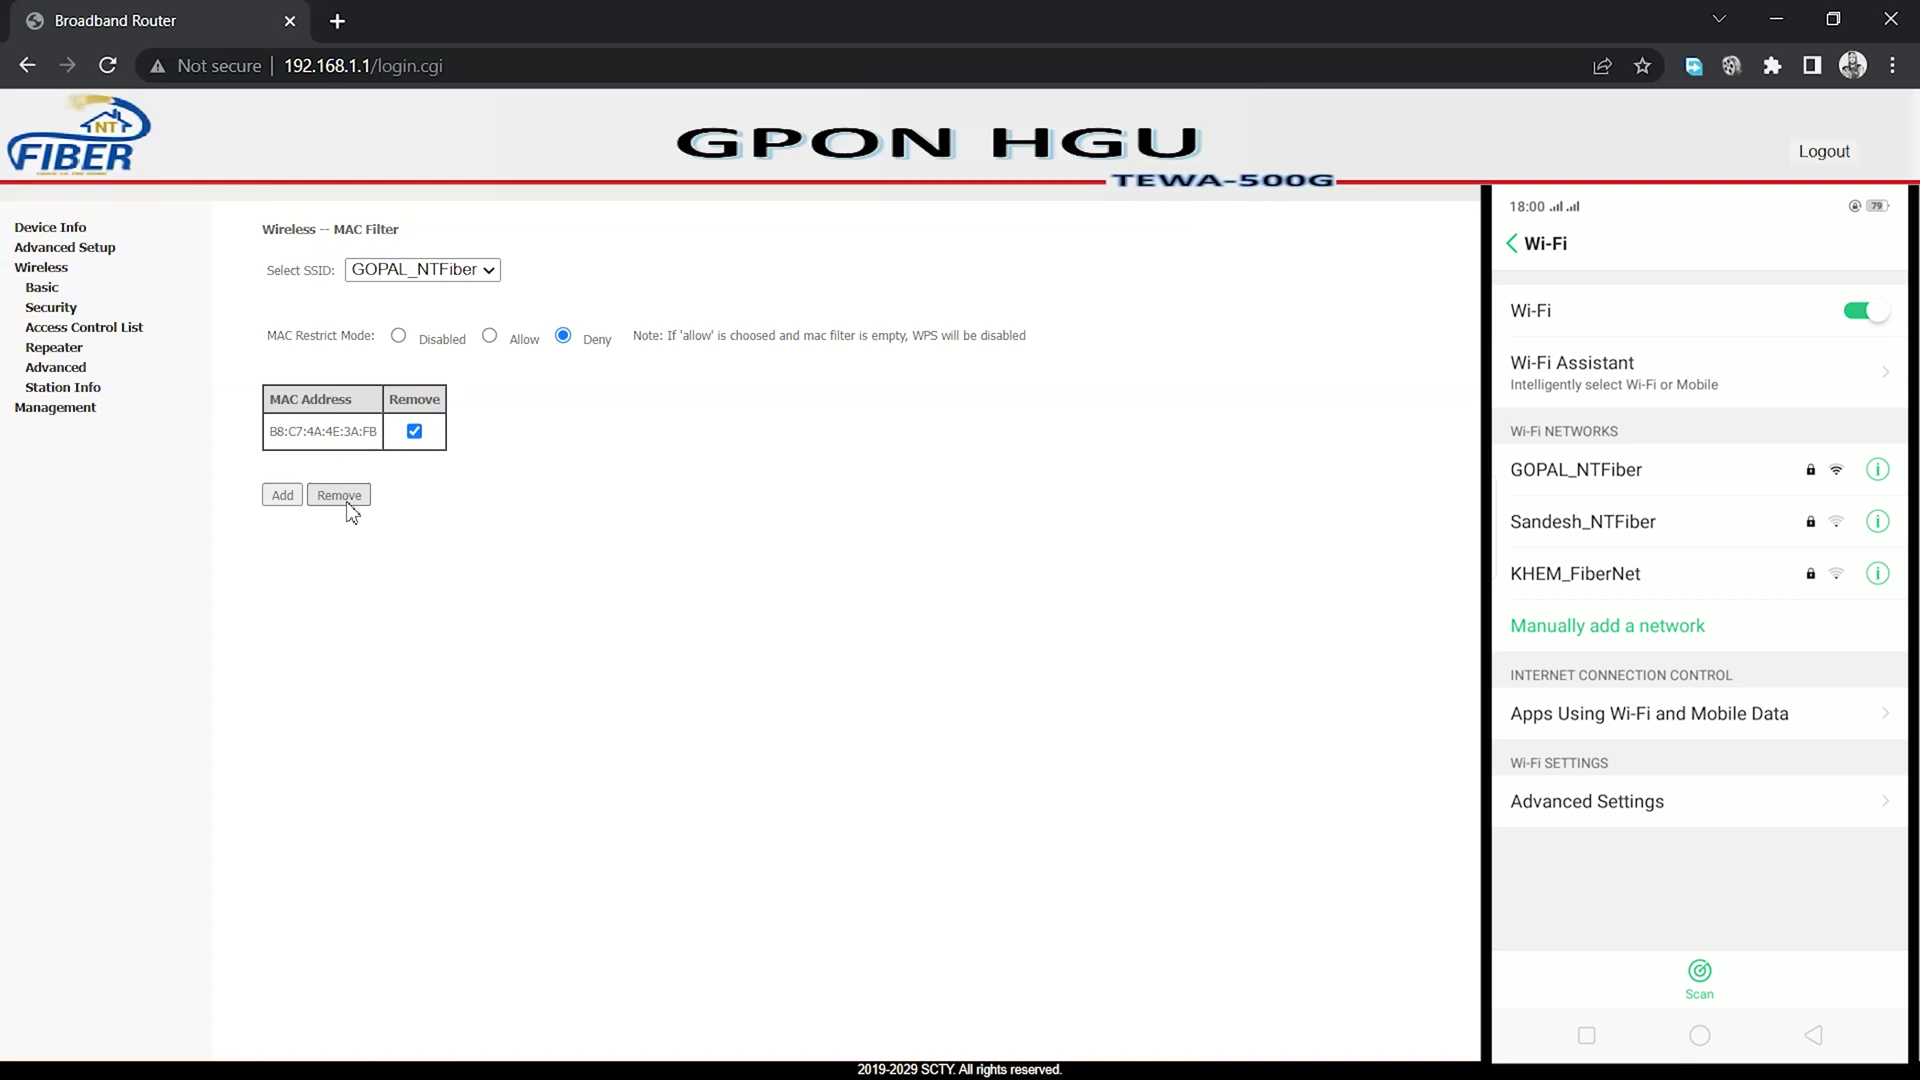 Broadband Router
Not secure | 192.168.1.1/login.cgi
NT
FIBER
GPON HGU
TEWA-500G
Logout
Device Info
Advanced Setup
Wireless
Basic
Security
Access Control List
Repeater
Advanced
Station Info
Management
Wireless -- MAC Filter
Select SSID: GOPAL_NTFiber
MAC Restrict Mode: Disabled Allow Deny Note: If 'allow' is choosed and mac filter is empty, WPS will be disabled
MAC Address Remove
B8:C7:4A:4E:3A:FB
Add Remove
18:00 79
Wi-Fi
Wi-Fi
Wi-Fi Assistant
Intelligently select Wi-Fi or Mobile
Wi-Fi NETWORKS
GOPAL_NTFiber
Sandesh_NTFiber
KHEM_FiberNet
Manually add a network
INTERNET CONNECTION CONTROL
Apps Using Wi-Fi and Mobile Data
Wi-Fi SETTINGS
Advanced Settings
Scan
2019-2029 SCTY. All rights reserved.